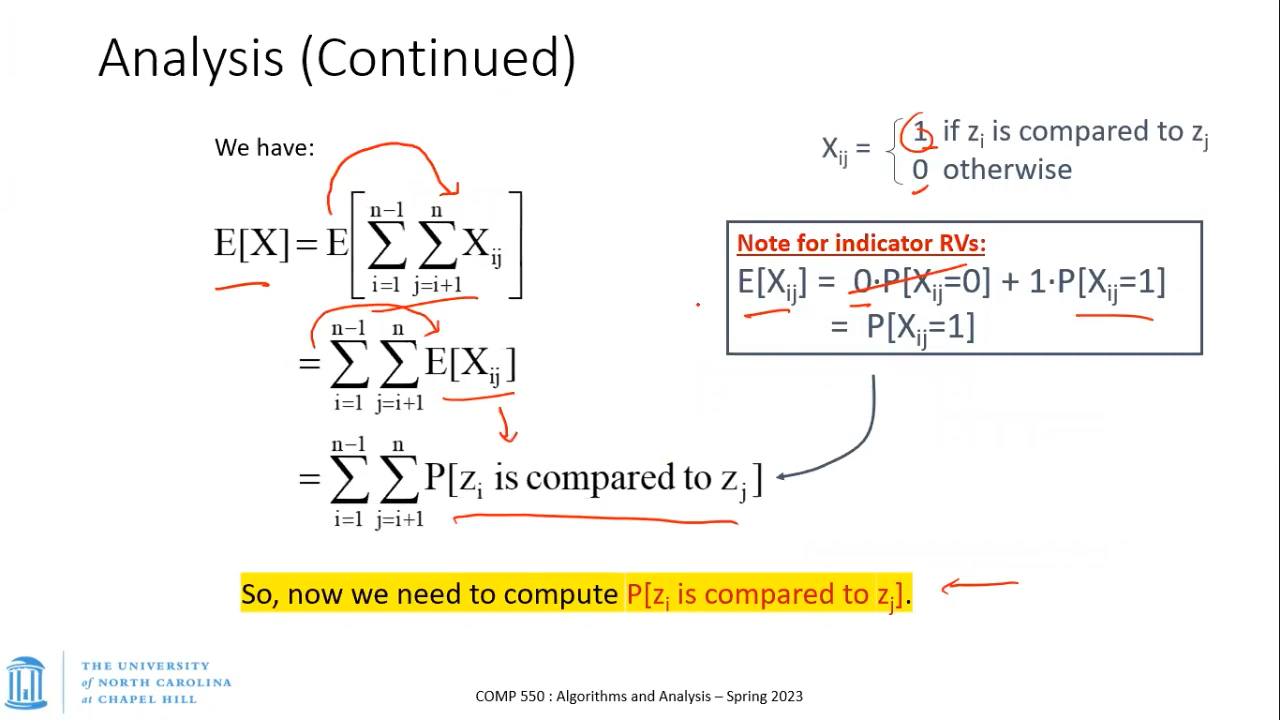 Analysis (Continued)
We have:
X_ij = { 1 if z_i is compared to z_j
0 otherwise
E[X] = E[ ∑_{i=1}^{n−1} ∑_{j=i+1}^{n} X_ij ]
= ∑_{i=1}^{n−1} ∑_{j=i+1}^{n} E[X_ij]
= ∑_{i=1}^{n−1} ∑_{j=i+1}^{n} P[z_i is compared to z_j]
Note for indicator RVs:
E[X_ij] = 0·P[X_ij=0] + 1·P[X_ij=1]
= P[X_ij=1]
So, now we need to compute P[z_i is compared to z_j].
THE UNIVERSITY
of NORTH CAROLINA
at CHAPEL HILL
COMP 550 : Algorithms and Analysis – Spring 2023